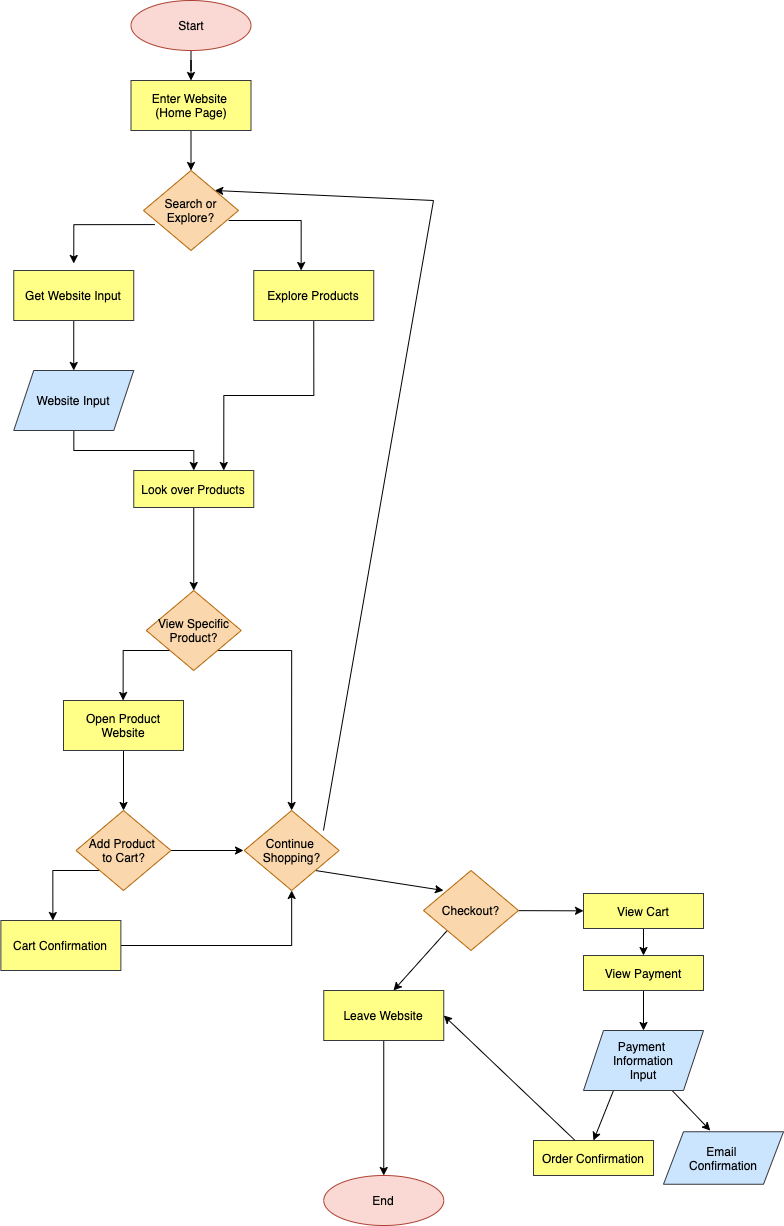 Start
Enter Website
(Home Page)
Search or
Explore?
Get Website Input
Explore Products
Website Input
Look over Products
View Specific
Product?
Open Product
Website
Add Product
to Cart?
Continue
Shopping?
Cart Confirmation
Checkout?
View Cart
View Payment
Leave Website
Payment
Information
Input
Order Confirmation
Email
Confirmation
End